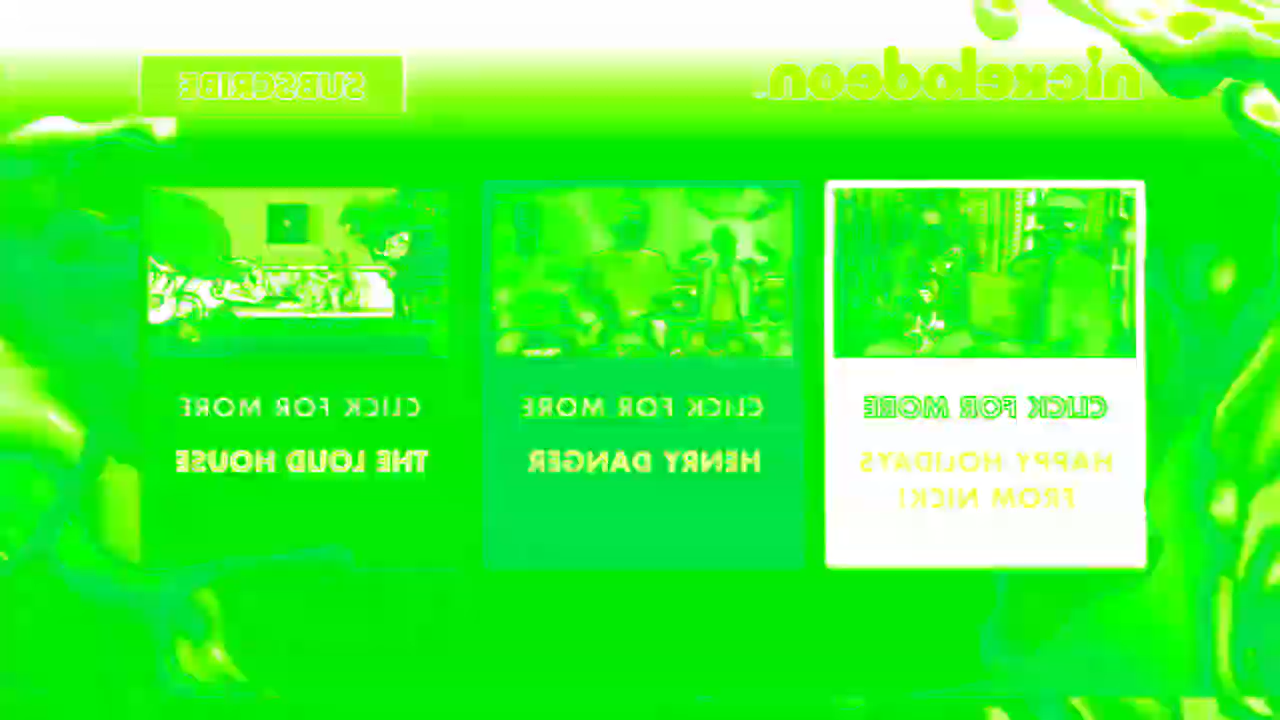 nickelodeon
SUBSCRIBE
CLICK FOR MORE
HAPPY HOLIDAYS
FROM NICK!
CLICK FOR MORE
HENRY DANGER
CLICK FOR MORE
THE LOUD HOUSE